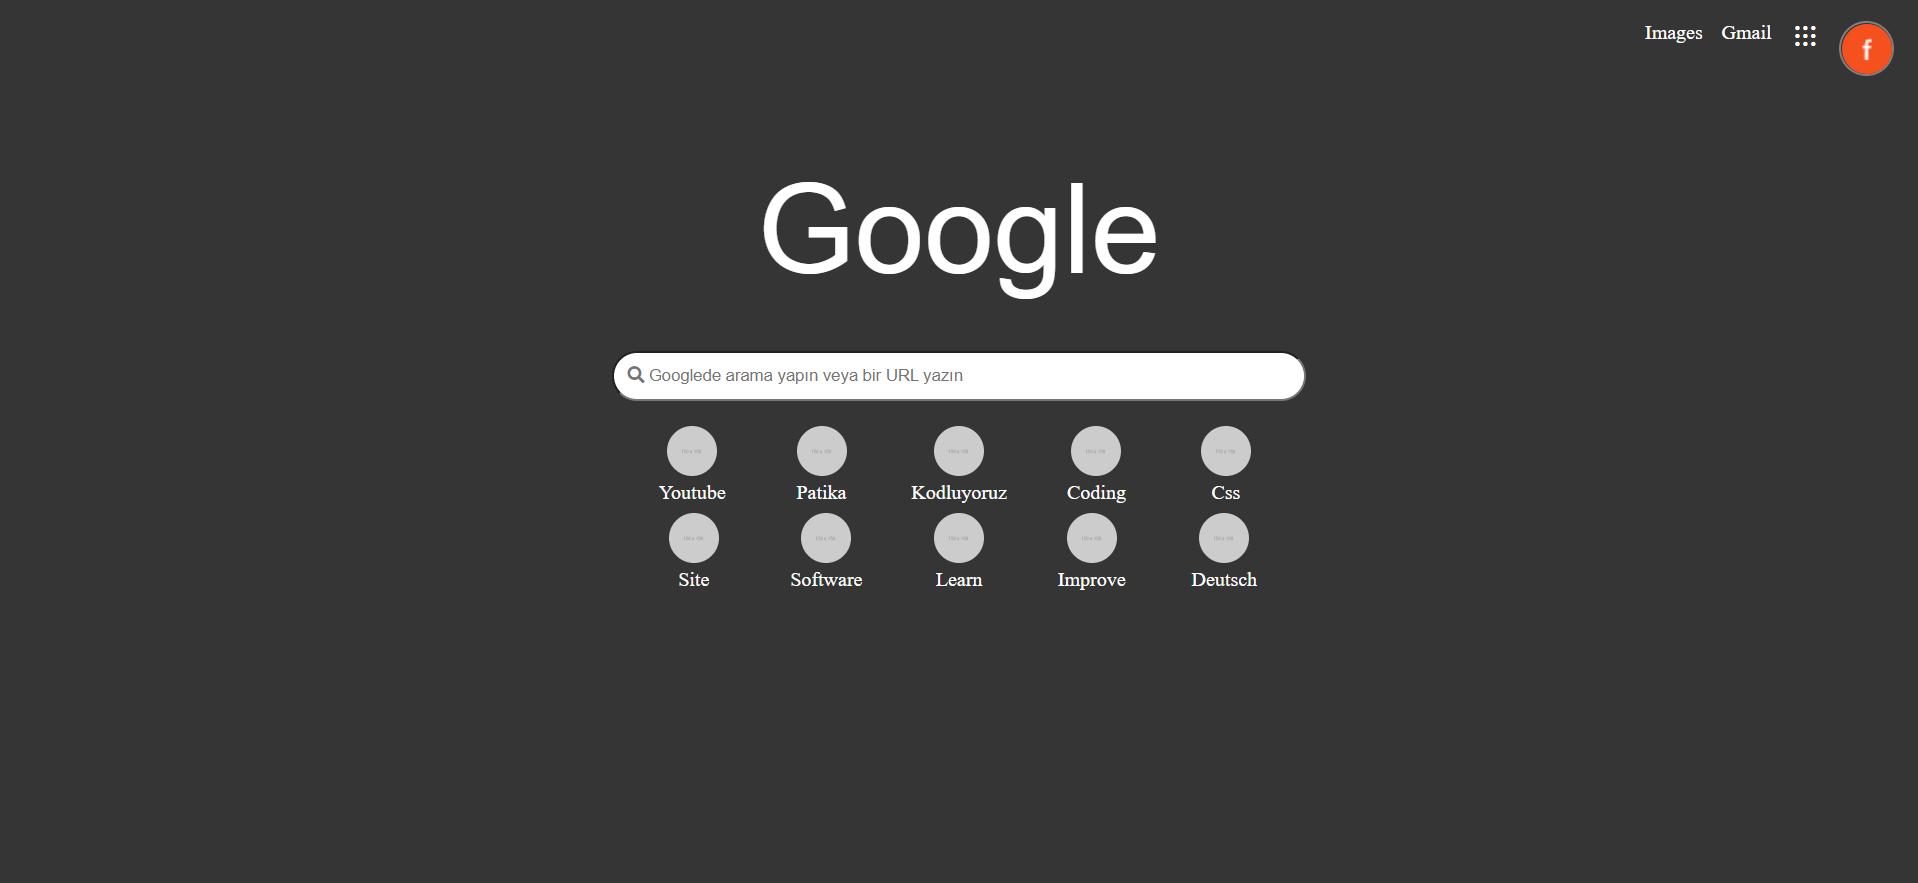 Images Gmail
f
Google
Googlede arama yapın veya bir URL yazın
Youtube Patika Kodluyoruz Coding Css
Site Software Learn Improve Deutsch